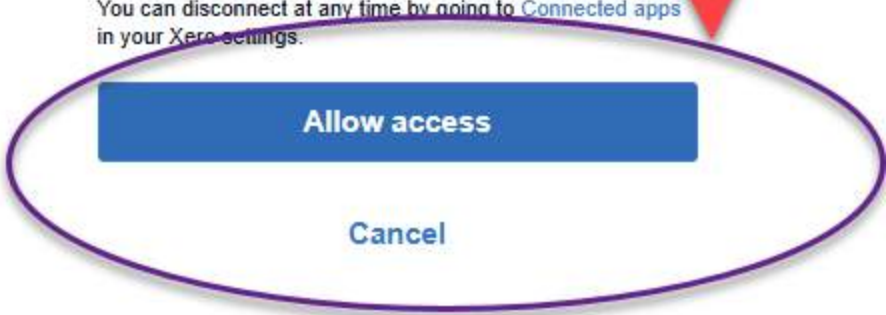 You can disconnect at any time by going to Connected apps
in your Xero settings.
Allow access
Cancel